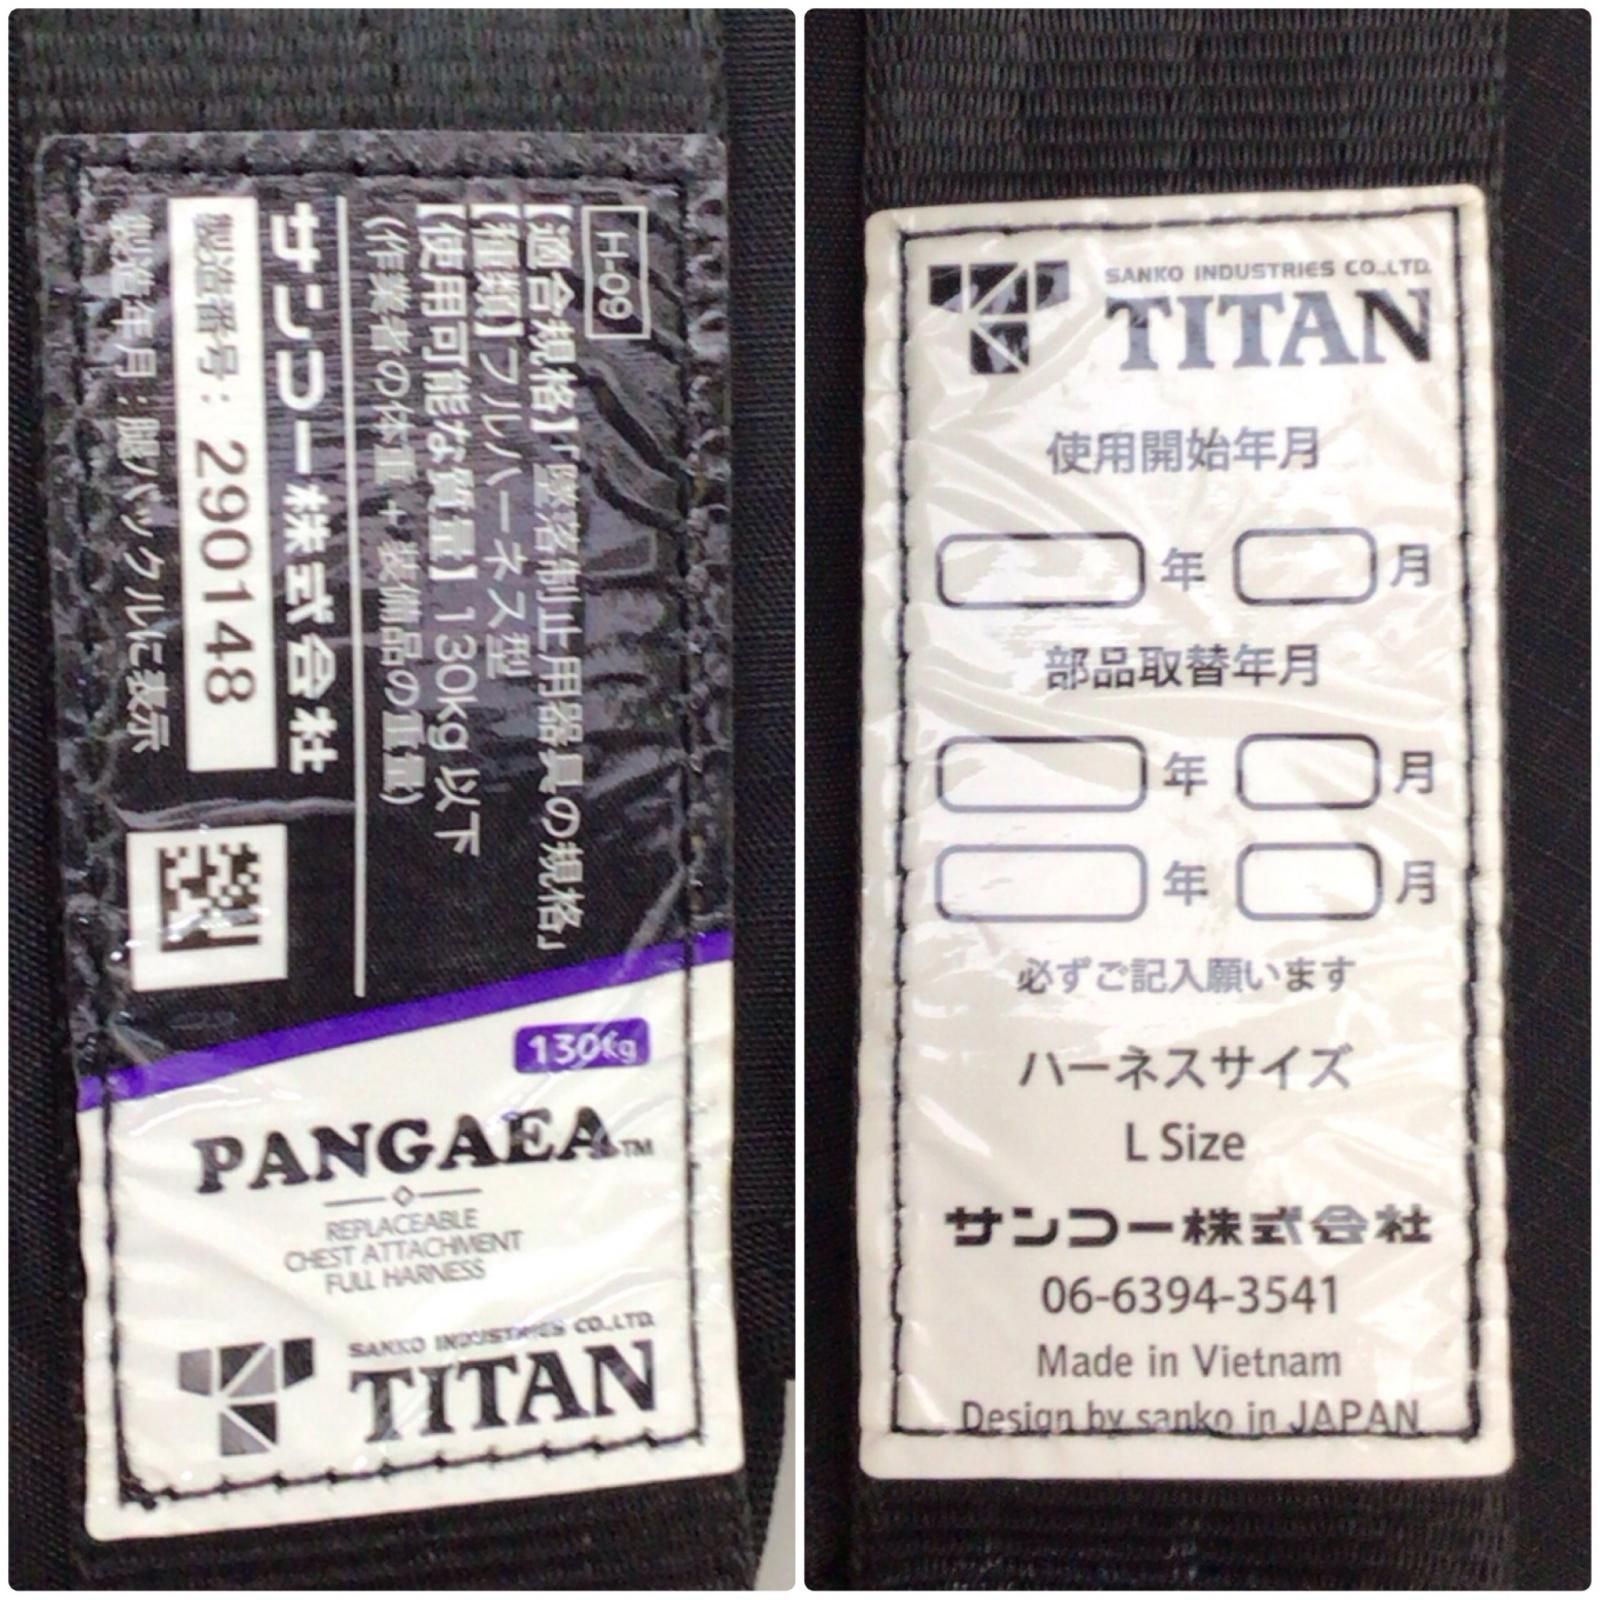 H-09
【適合規格】「墜落制止用器具の規格」
【種類】フルハーネス型
【使用可能な質量】130kg 以下
(作業者の体重+装備品の重量)
サンコー株式会社
製造番号: 290148
製造年月:腿バックルに表示
130kg
PANGAEA™
REPLACEABLE
CHEST ATTACHMENT
FULL HARNESS
SANKO INDUSTRIES CO.,LTD.
TITAN
SANKO INDUSTRIES CO.,LTD.
TITAN
使用開始年月
年 月
部品取替年月
年 月
年 月
必ずご記入願います
ハーネスサイズ
L Size
サンコー株式会社
06-6394-3541
Made in Vietnam
Design by sanko in JAPAN